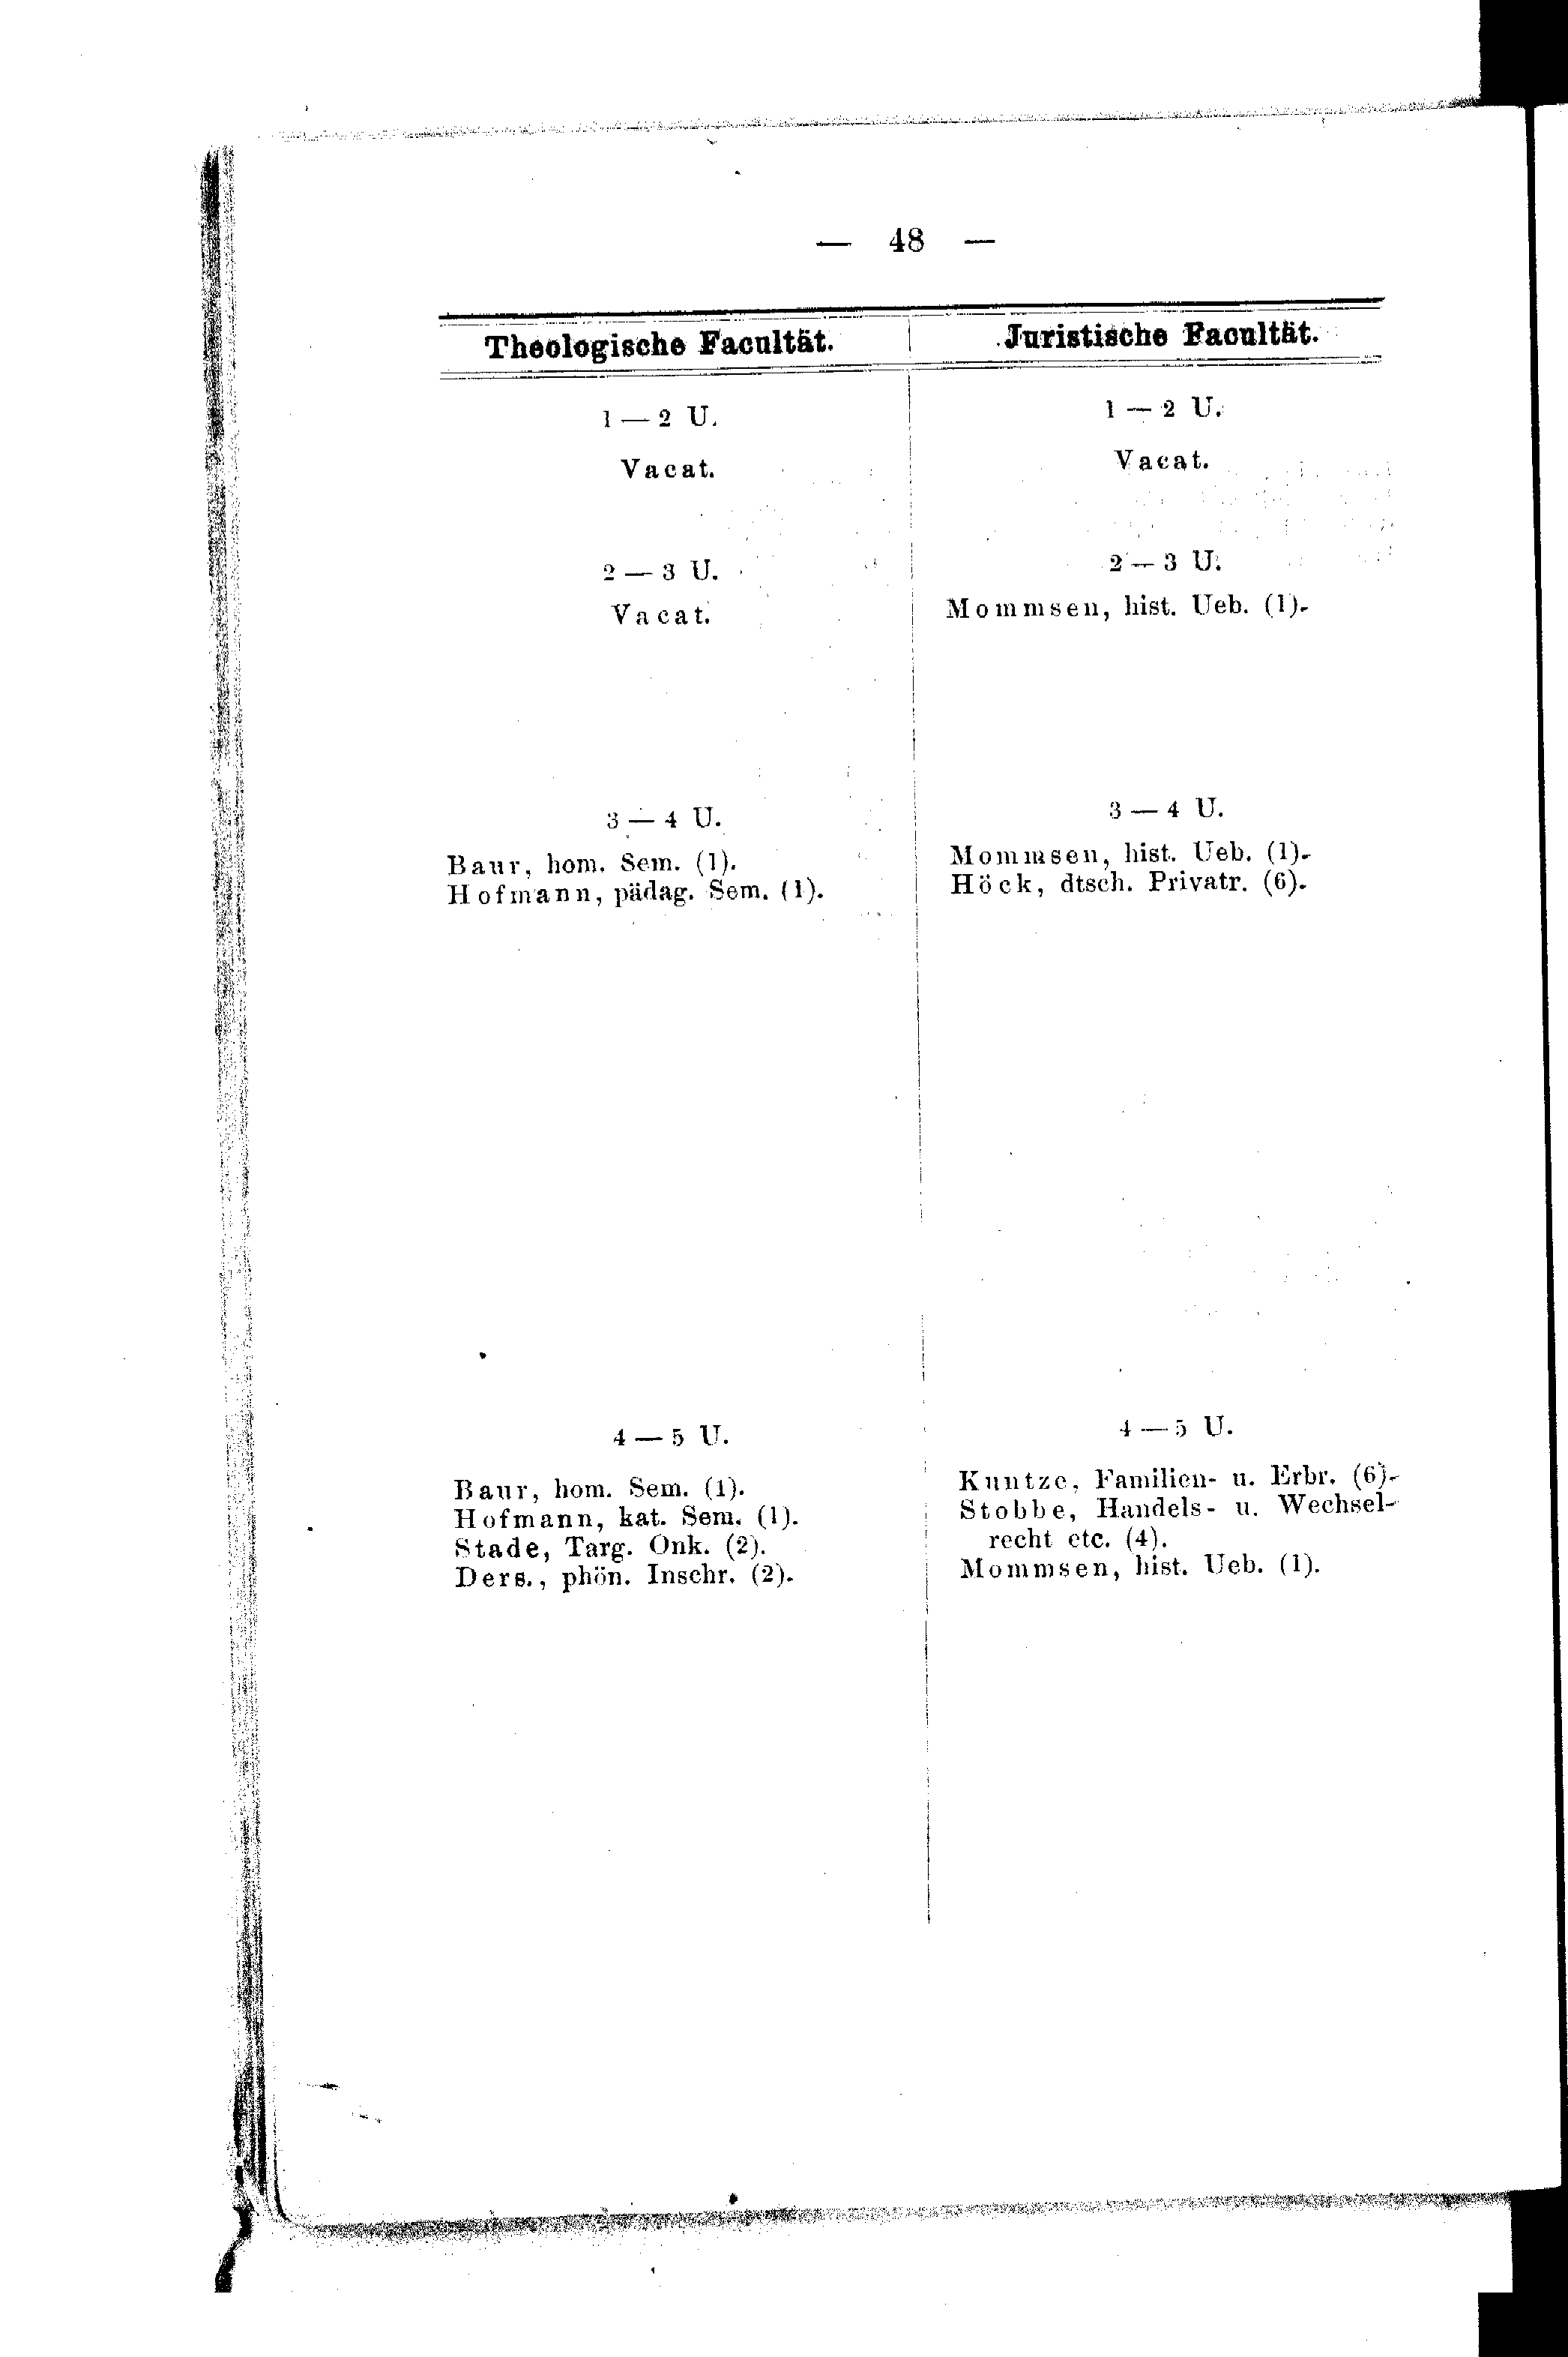 — 48 —
Theologische Facultät.
1 — 2 U.
Vacat.
2 — 3 U.
Vacat.
3 — 4 U.
Baur, hom. Sem. (1).
Hofmann, pädag. Sem. (1).
4 — 5 U.
Baur, hom. Sem. (1).
Hofmann, kat. Sem. (1).
Stade, Targ. Onk. (2).
Ders., phön. Inschr. (2).
Juristische Facultät.
1 — 2 U.
Vacat.
2 — 3 U.
Mommsen, hist. Ueb. (1).
3 — 4 U.
Mommsen, hist. Ueb. (1).
Höck, dtsch. Privatr. (6).
4 — 5 U.
Kuntze, Familien- u. Erbr. (6).
Stobbe, Handels- u. Wechsel-
recht etc. (4).
Mommsen, hist. Ueb. (1).